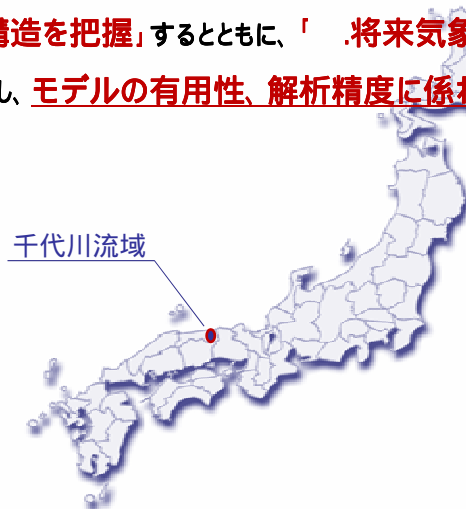 構造を把握」するとともに、「 .将来気象
し、モデルの有用性、解析精度に係わ
千代川流域